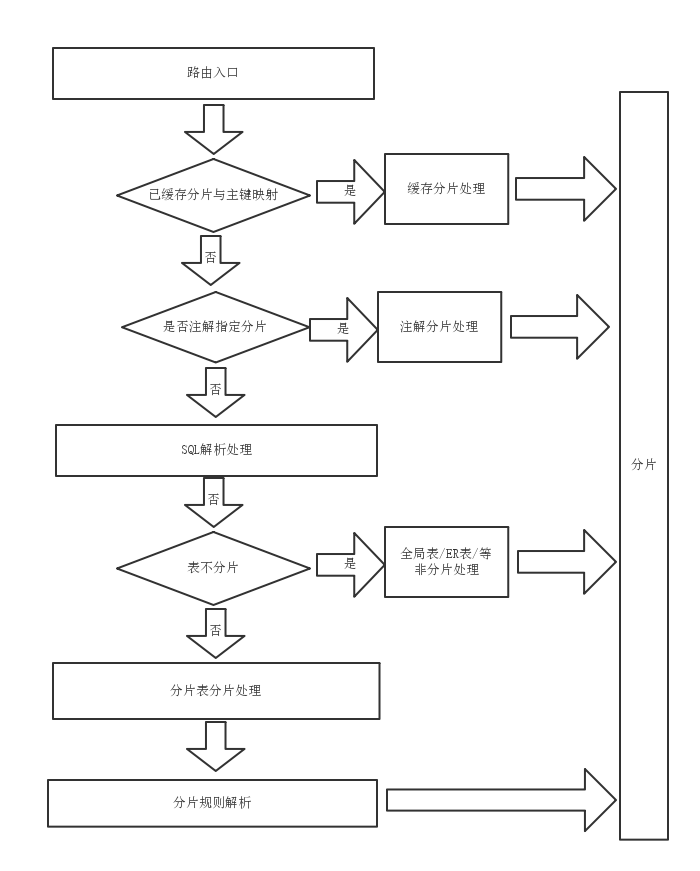 路由入口
已缓存分片与主键映射
是
缓存分片处理
否
是否注解指定分片
是
注解分片处理
否
SQL解析处理
分片
否
表不分片
是
全局表/ER表/等
非分片处理
否
分片表分片处理
分片规则解析